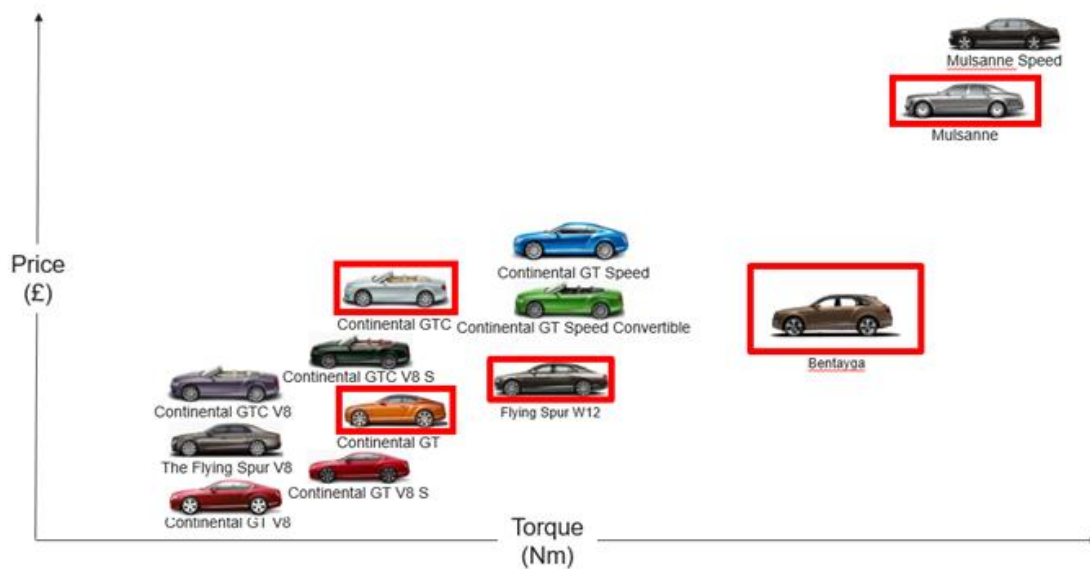 Mulsanne Speed
Mulsanne
Price
(£)
Continental GT Speed
Continental GTC
Continental GT Speed Convertible
Continental GTC V8 S
Bentayga
Continental GTC V8
Flying Spur W12
Continental GT
The Flying Spur V8
Continental GT V8 S
Continental GT V8
Torque
(Nm)